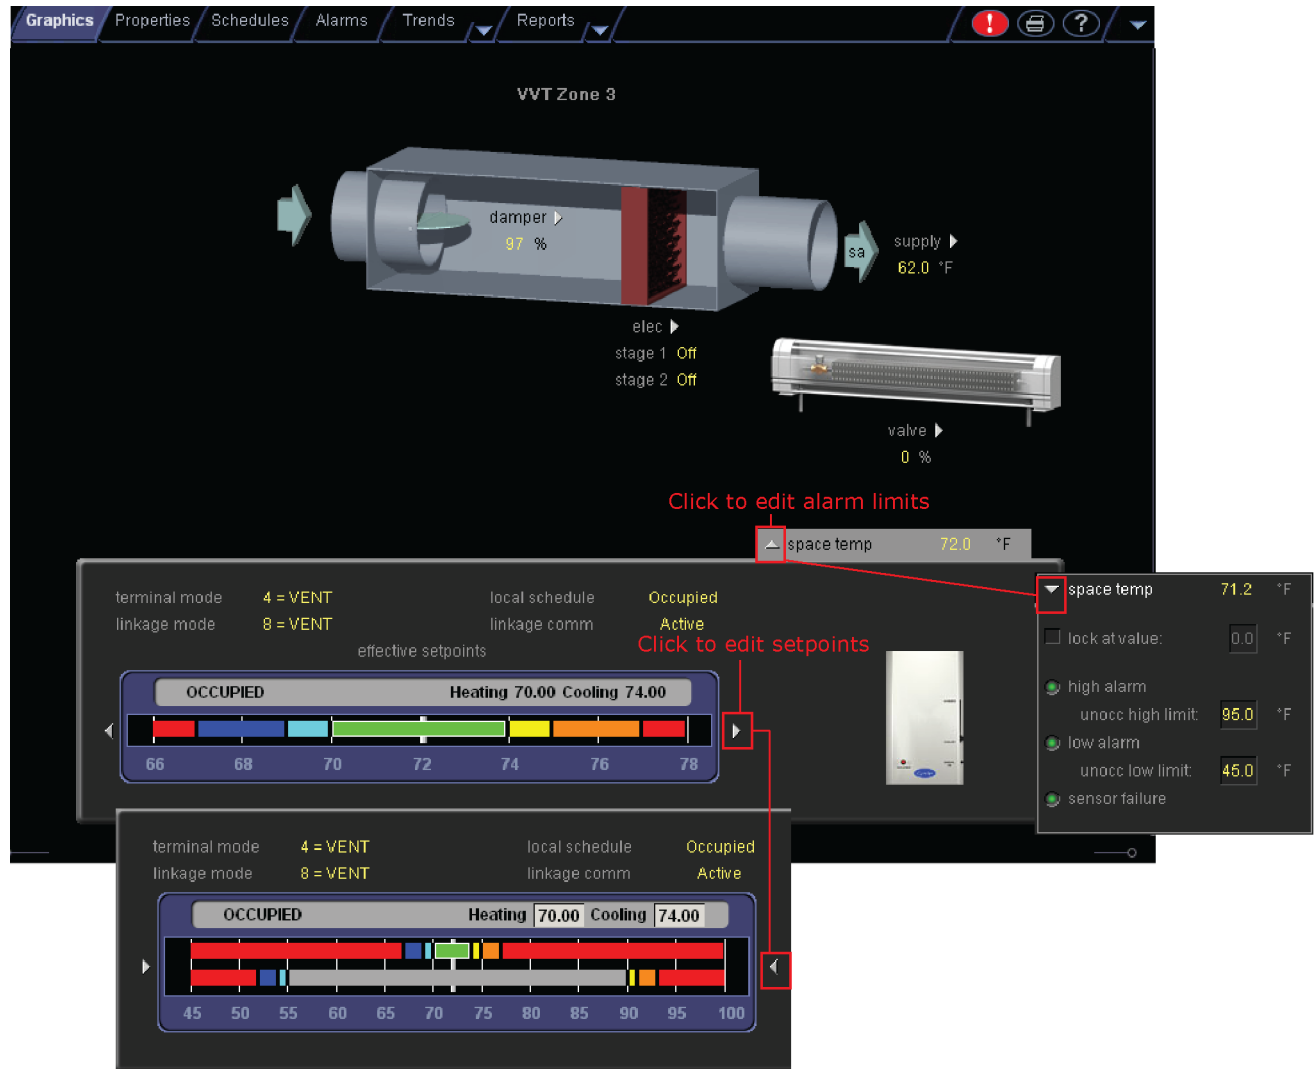 Graphics Properties Schedules Alarms Trends Reports ! ?
VVT Zone 3
damper
97 %
sa
supply
62.0 °F
elec
stage 1 Off
stage 2 Off
valve
0 %
Click to edit alarm limits
space temp 72.0 °F
terminal mode 4 = VENT local schedule Occupied
linkage mode 8 = VENT linkage comm Active
effective setpoints
Click to edit setpoints
OCCUPIED Heating 70.00 Cooling 74.00
66 68 70 72 74 76 78
space temp 71.2 °F
lock at value: 0.0 °F
high alarm
unocc high limit: 95.0 °F
low alarm
unocc low limit: 45.0 °F
sensor failure
terminal mode 4 = VENT local schedule Occupied
linkage mode 8 = VENT linkage comm Active
OCCUPIED Heating 70.00 Cooling 74.00
45 50 55 60 65 70 75 80 85 90 95 100